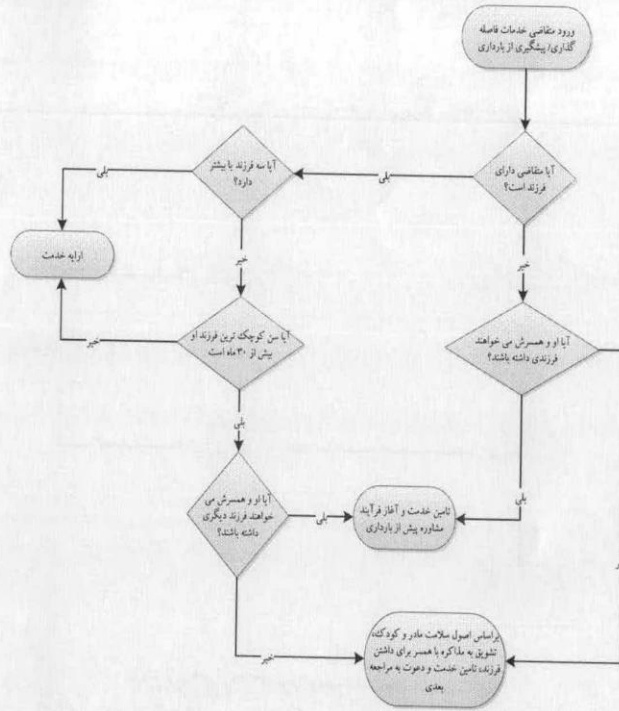 ورود متقاضی خدمات فاصله
گذاری/ پیشگیری از بارداری
آیا متقاضی دارای
فرزند است؟
بلی
آیا سه فرزند یا بیشتر
دارد؟
بلی
ارایه خدمت
خیر
خیر
آیا سن کوچک ترین فرزند او
بیش از ۳۰ ماه است
خیر
آیا او و همسرش می خواهند
فرزندی داشته باشند؟
بلی
بلی
آیا او و همسرش می
خواهند فرزند دیگری
داشته باشند؟
بلی
تامین خدمت و آغاز فرآیند
مشاوره پیش از بارداری
خیر
براساس اصول سلامت مادر و کودک،
تشویق به مذاکره با همسر برای داشتن
فرزند، تامین خدمت و دعوت به مراجعه
بعدی